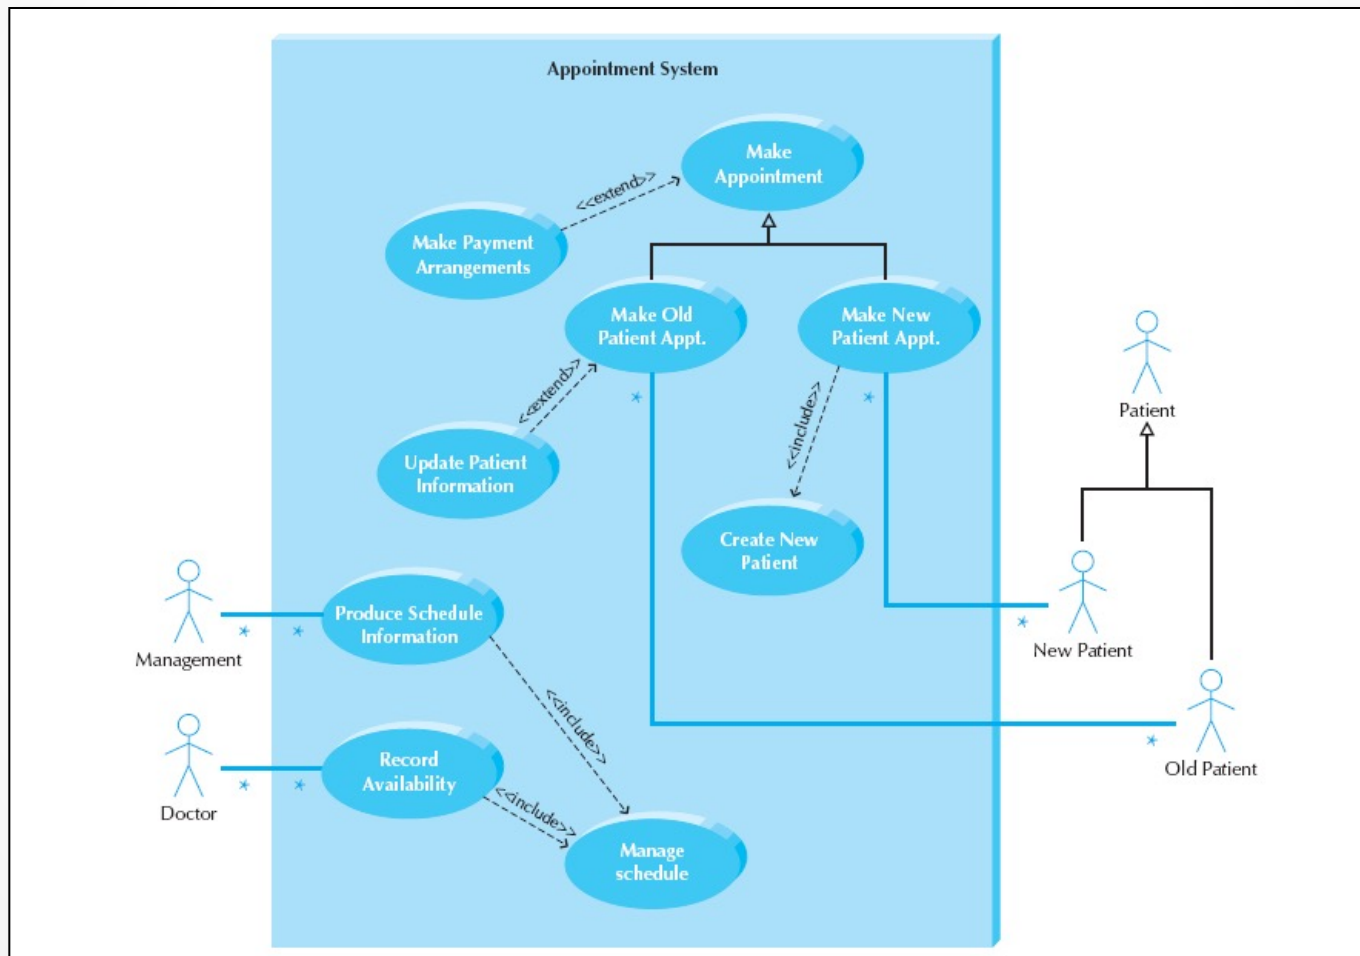 Appointment System
Make
Appointment
<<extend>>
Make Payment
Arrangements
Make Old
Patient Appt.
Make New
Patient Appt.
<<extend>>
*
<<include>>
*
Patient
Update Patient
Information
Create New
Patient
Management
*
*
Produce Schedule
Information
*
New Patient
<<include>>
Doctor
*
*
Record
Availability
<<include>>
*
Old Patient
Manage
schedule